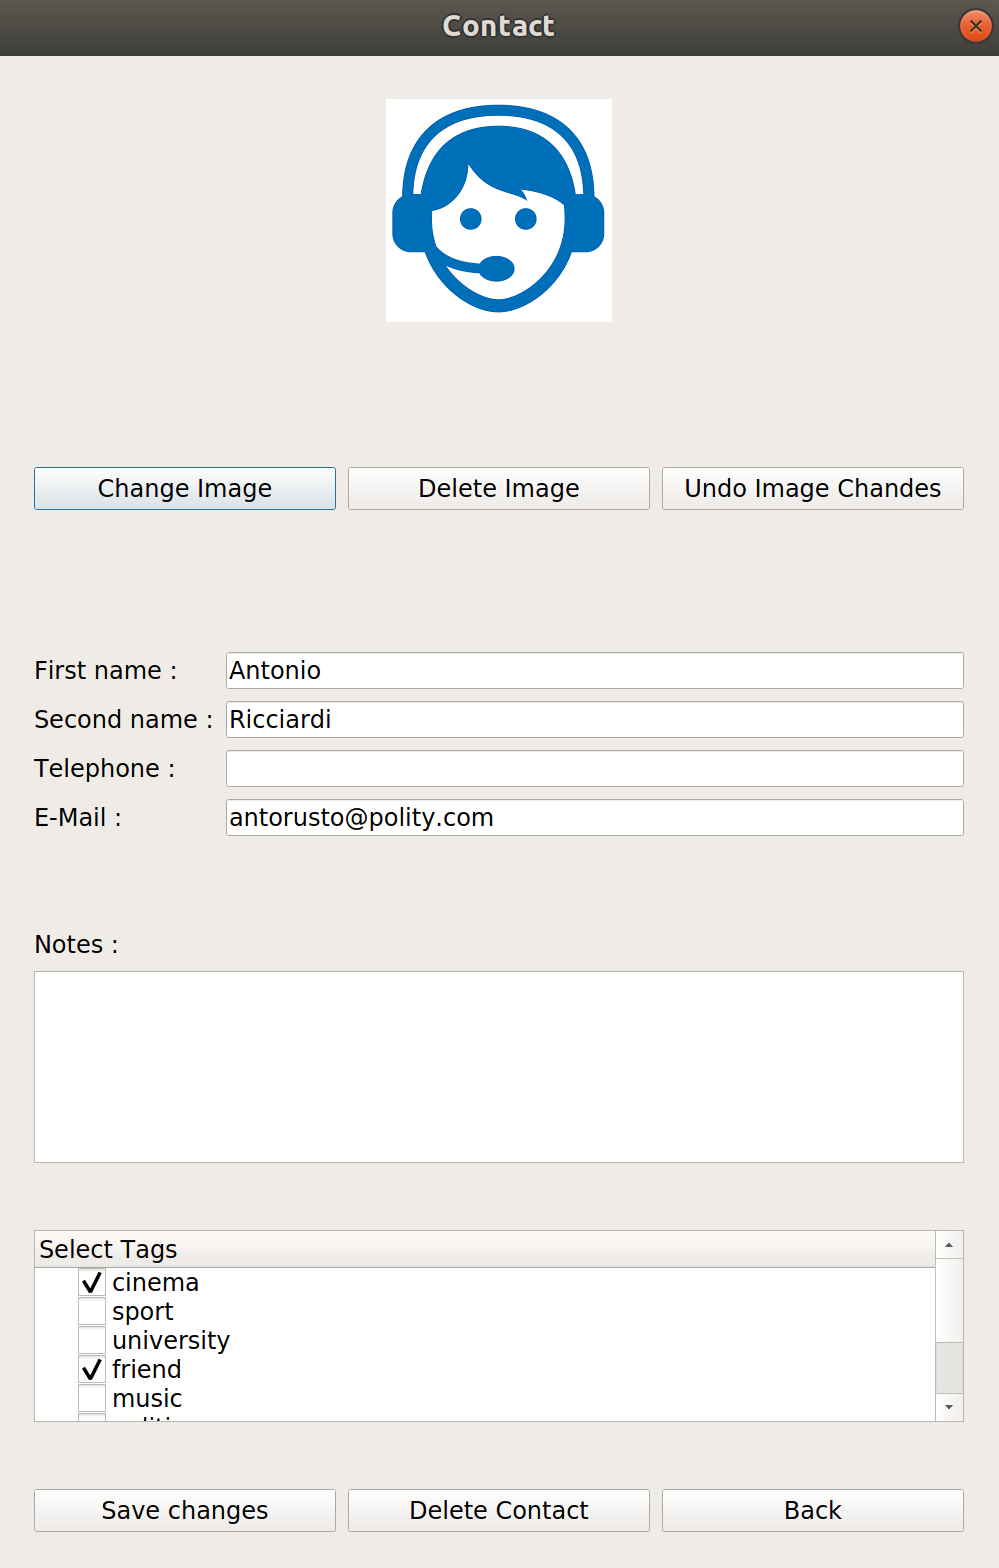 Contact
Change Image Delete Image Undo Image Chandes
First name : Antonio
Second name : Ricciardi
Telephone :
E-Mail : antorusto@polity.com
Notes :
Select Tags
cinema
sport
university
friend
music
Save changes Delete Contact Back